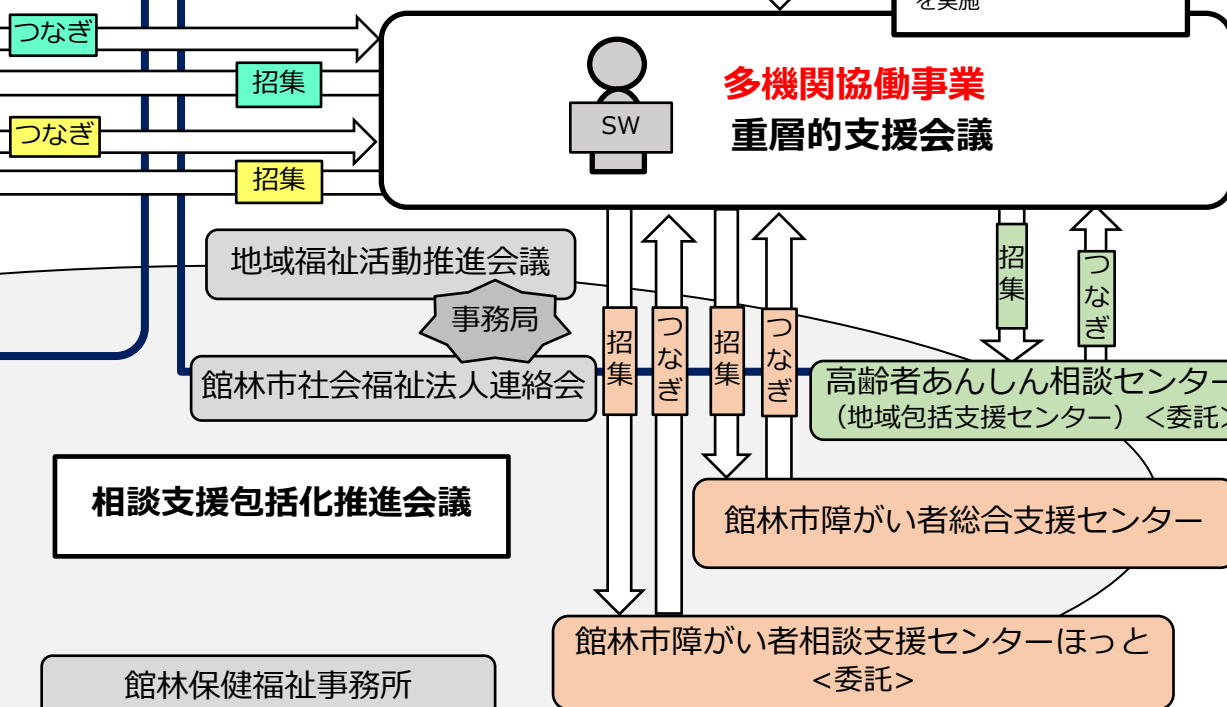 を実施
つなぎ
招集
つなぎ
招集
SW
多機関協働事業
重層的支援会議
地域福祉活動推進会議
事務局
館林市社会福祉法人連絡会
招集
つなぎ
招集
つなぎ
招集
つなぎ
高齢者あんしん相談センター
（地域包括支援センター）＜委託＞
相談支援包括化推進会議
館林市障がい者総合支援センター
館林市障がい者相談支援センターほっと
<委託>
館林保健福祉事務所